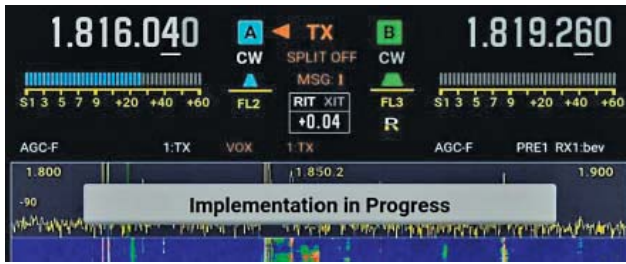 1.816.040 A TX B 1.819.260
CW SPLIT OFF CW
MSG: 1
S1 3 5 7 9 +20 +40 +60 FL2 RIT XIT FL3 S1 3 5 7 9 +20 +40 +60
+0.04 R
AGC-F 1:TX VOX 1:TX AGC-F PRE1 RX1:bev
1.800 1.850.2 1.900
-90
Implementation in Progress